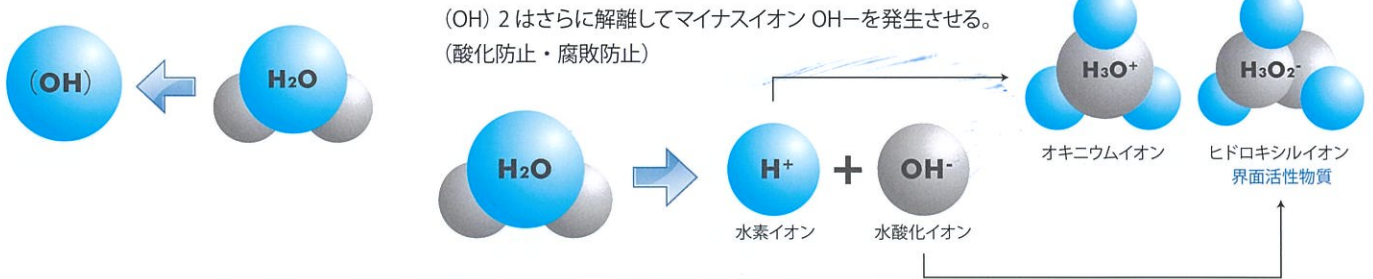 (OH) 2 はさらに解離してマイナスイオン OH−を発生させる。
(酸化防止・腐敗防止)
(OH)
H2O
H2O
H+
+
OH-
水素イオン
水酸化イオン
H3O+
H3O2-
オキニウムイオン
ヒドロキシルイオン
界面活性物質